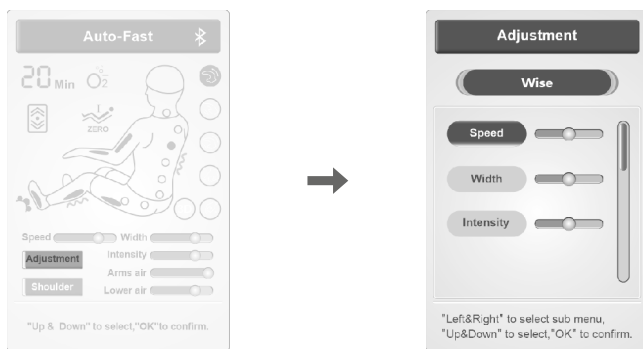 Auto-Fast
20 Min O2
ZERO
Speed Width
Adjustment Intensity
Arms air
Shoulder Lower air
"Up & Down" to select,"OK"to confirm.
Adjustment
Wise
Speed
Width
Intensity
"Left&Right" to select sub menu,
"Up&Down" to select,"OK" to confirm.